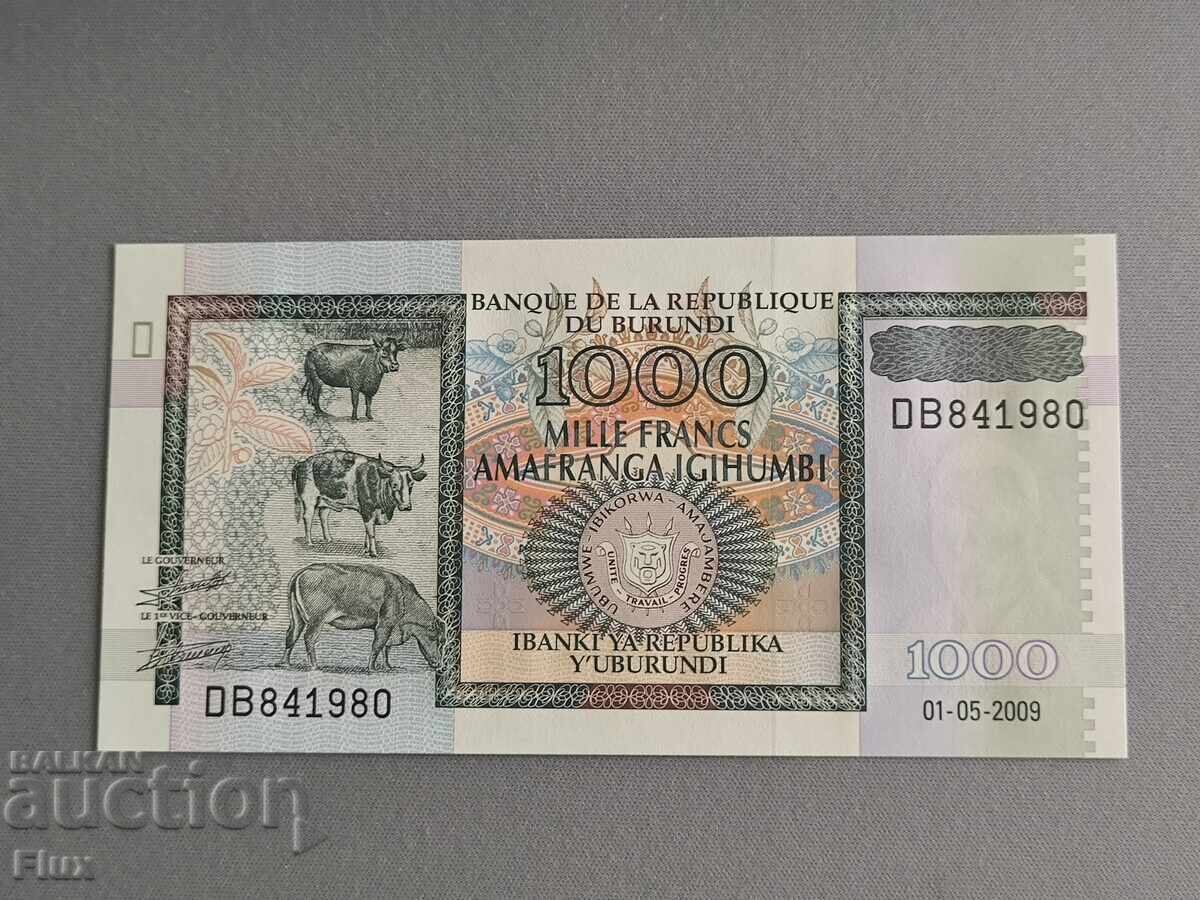 BANQUE DE LA REPUBLIQUE
DU BURUNDI
1000
MILLE FRANCS
AMAFRANGA IGIHUMBI
DB841980
UBUMWE - IBIKORWA - AMAJAMBERE
UNITE - TRAVAIL - PROGRES
LE GOUVERNEUR
LE 1er VICE-GOUVERNEUR
IBANKI YA REPUBLIKA
Y'UBURUNDI
1000
DB841980
01-05-2009
BALKAN
auction
Flux